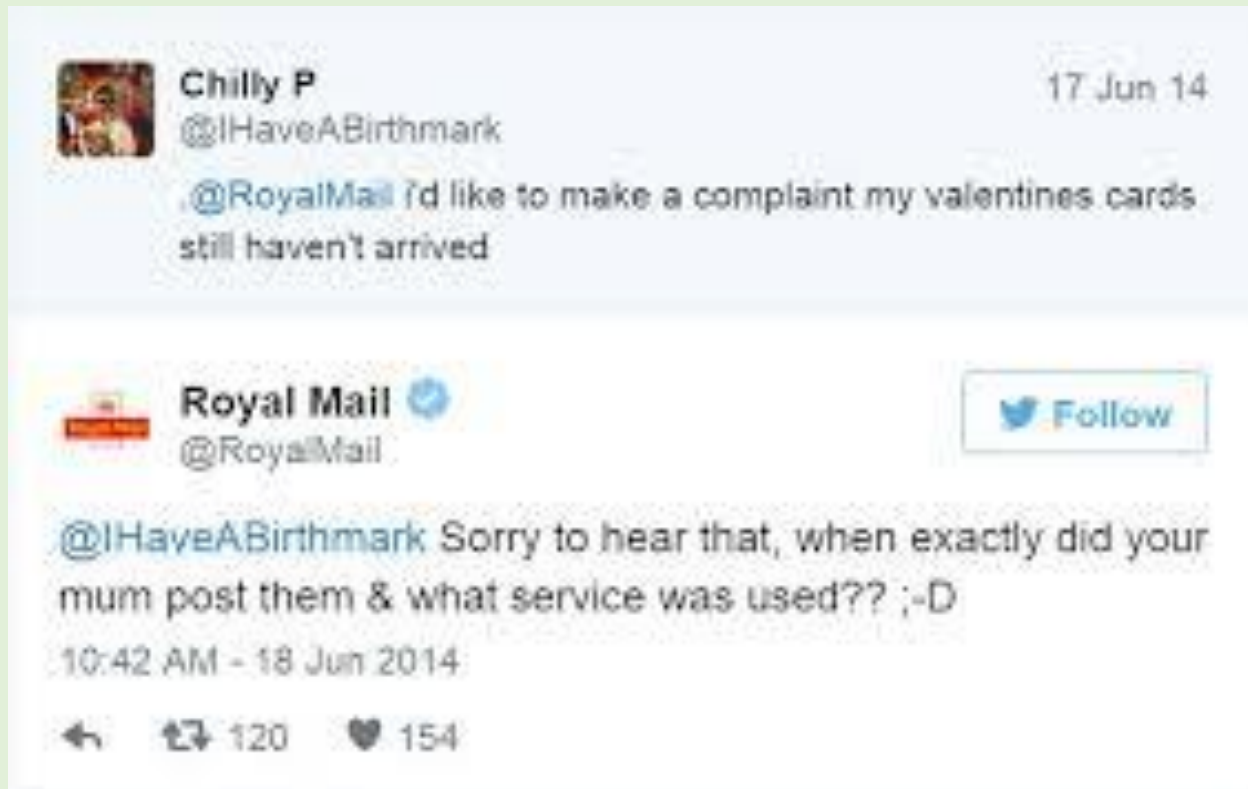 Chilly P
17 Jun 14
@IHaveABirthmark
.@RoyalMail i'd like to make a complaint my valentines cards
still haven't arrived
Royal Mail
Follow
@RoyalMail
@IHaveABirthmark Sorry to hear that, when exactly did your
mum post them & what service was used?? ;-D
10:42 AM - 18 Jun 2014
120 154